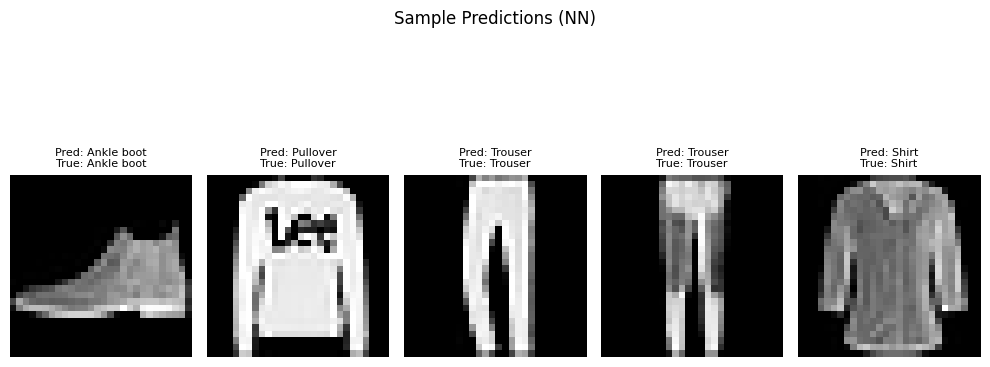 Sample Predictions (NN)
Pred: Ankle boot
True: Ankle boot
Pred: Pullover
True: Pullover
Pred: Trouser
True: Trouser
Pred: Trouser
True: Trouser
Pred: Shirt
True: Shirt
Lee